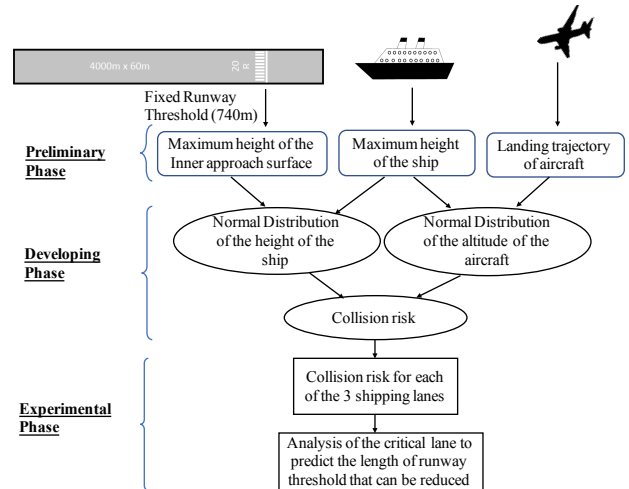 4000m x 60m
20
R
Fixed Runway
Threshold (740m)
Preliminary
Phase
Maximum height of the
Inner approach surface
Maximum height
of the ship
Landing trajectory
of aircraft
Developing
Phase
Normal Distribution
of the height of the
ship
Normal Distribution
of the altitude of the
aircraft
Collision risk
Experimental
Phase
Collision risk for each
of the 3 shipping lanes
Analysis of the critical lane to
predict the length of runway
threshold that can be reduced